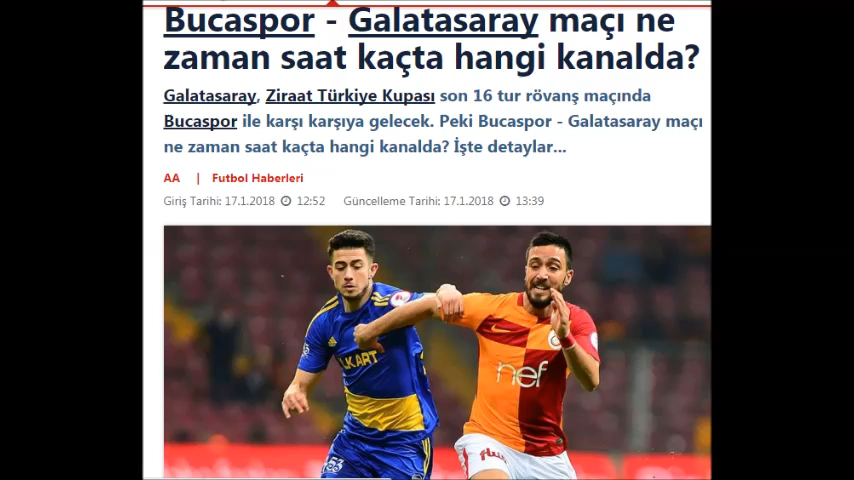 Bucaspor - Galatasaray maçı ne
zaman saat kaçta hangi kanalda?
Galatasaray, Ziraat Türkiye Kupası son 16 tur rövanş maçında
Bucaspor ile karşı karşıya gelecek. Peki Bucaspor - Galatasaray maçı
ne zaman saat kaçta hangi kanalda? İşte detaylar...
AA | Futbol Haberleri
Giriş Tarihi: 17.1.2018 12:52 Güncelleme Tarihi: 17.1.2018 13:39
LKART
nef